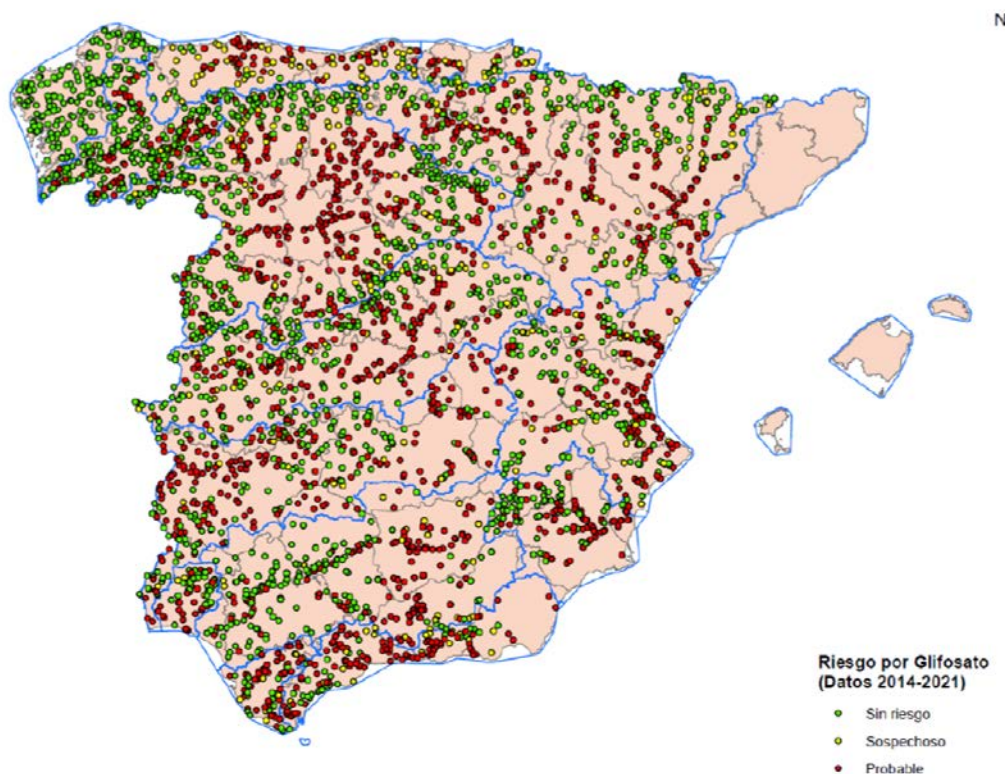 N
Riesgo por Glifosato
(Datos 2014-2021)
Sin riesgo
Sospechoso
Probable